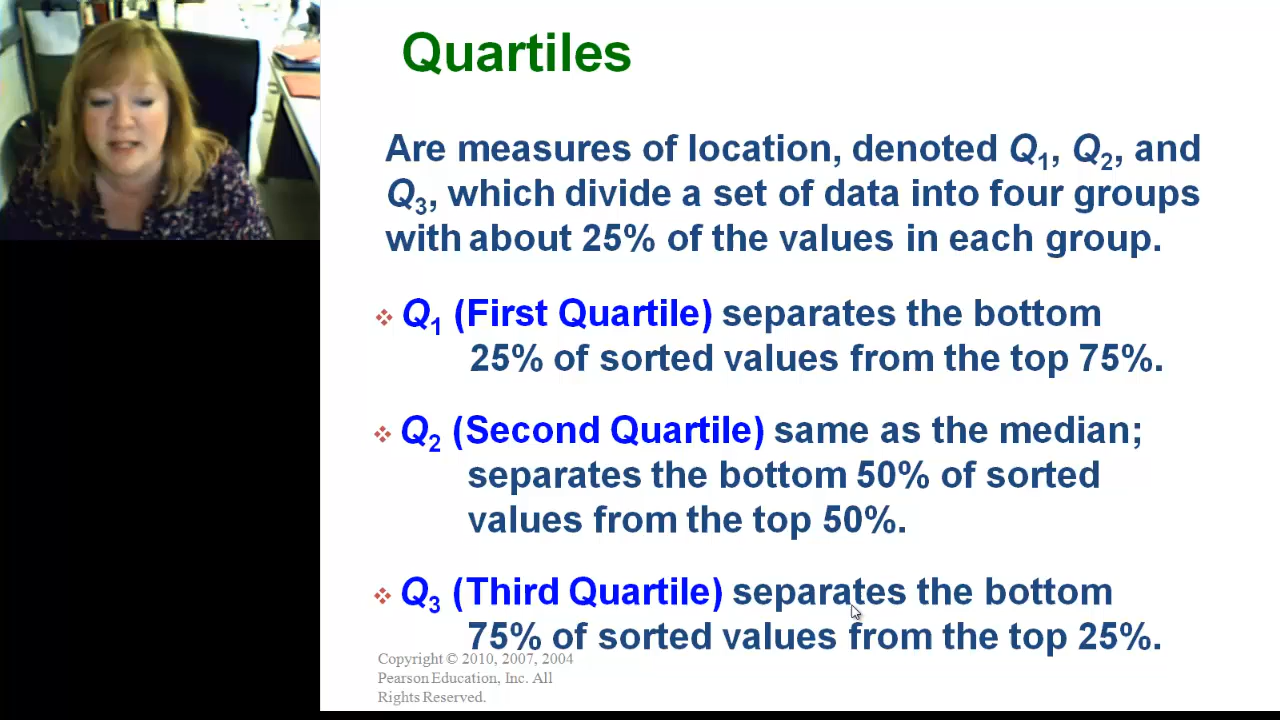 Quartiles
Are measures of location, denoted Q1, Q2, and
Q3, which divide a set of data into four groups
with about 25% of the values in each group.
❖ Q1 (First Quartile) separates the bottom
25% of sorted values from the top 75%.
❖ Q2 (Second Quartile) same as the median;
separates the bottom 50% of sorted
values from the top 50%.
❖ Q3 (Third Quartile) separates the bottom
75% of sorted values from the top 25%.
Copyright © 2010, 2007, 2004
Pearson Education, Inc. All
Rights Reserved.